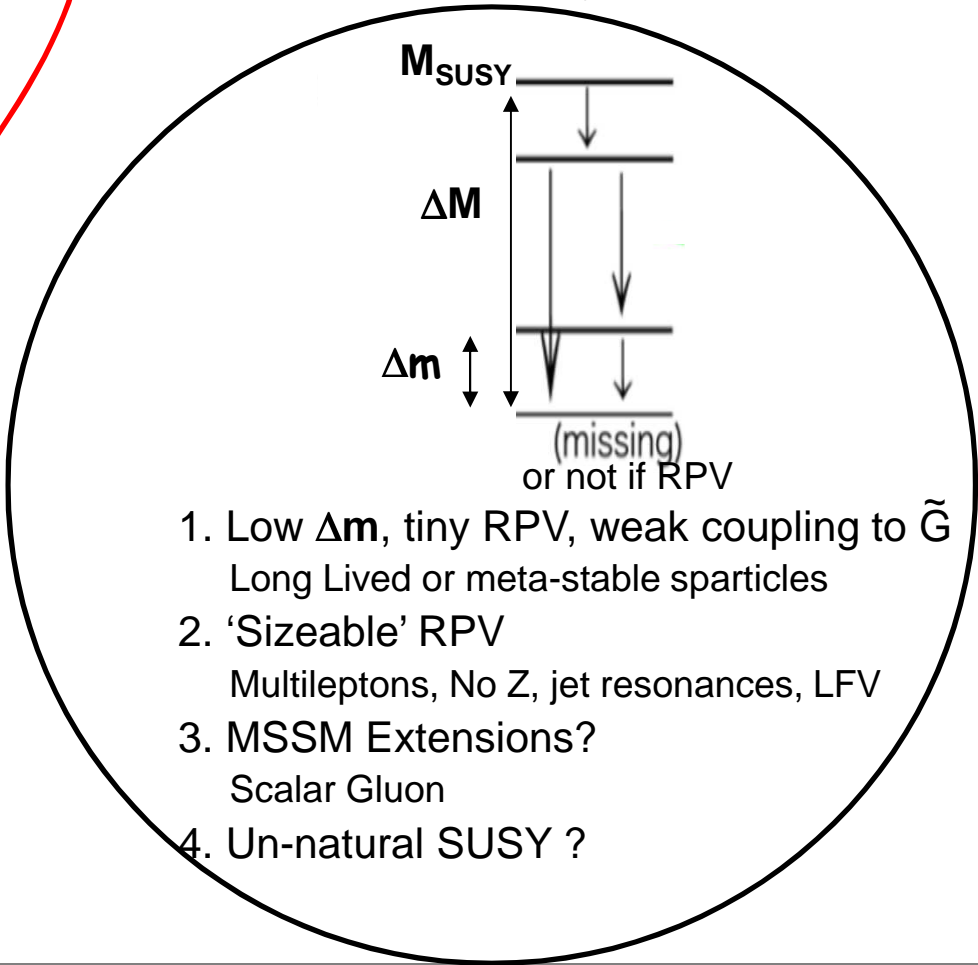 M_SUSY
ΔM
Δm
(missing)
or not if RPV
1. Low Δm, tiny RPV, weak coupling to G̃
Long Lived or meta-stable sparticles
2. ‘Sizeable’ RPV
Multileptons, No Z, jet resonances, LFV
3. MSSM Extensions?
Scalar Gluon
4. Un-natural SUSY ?